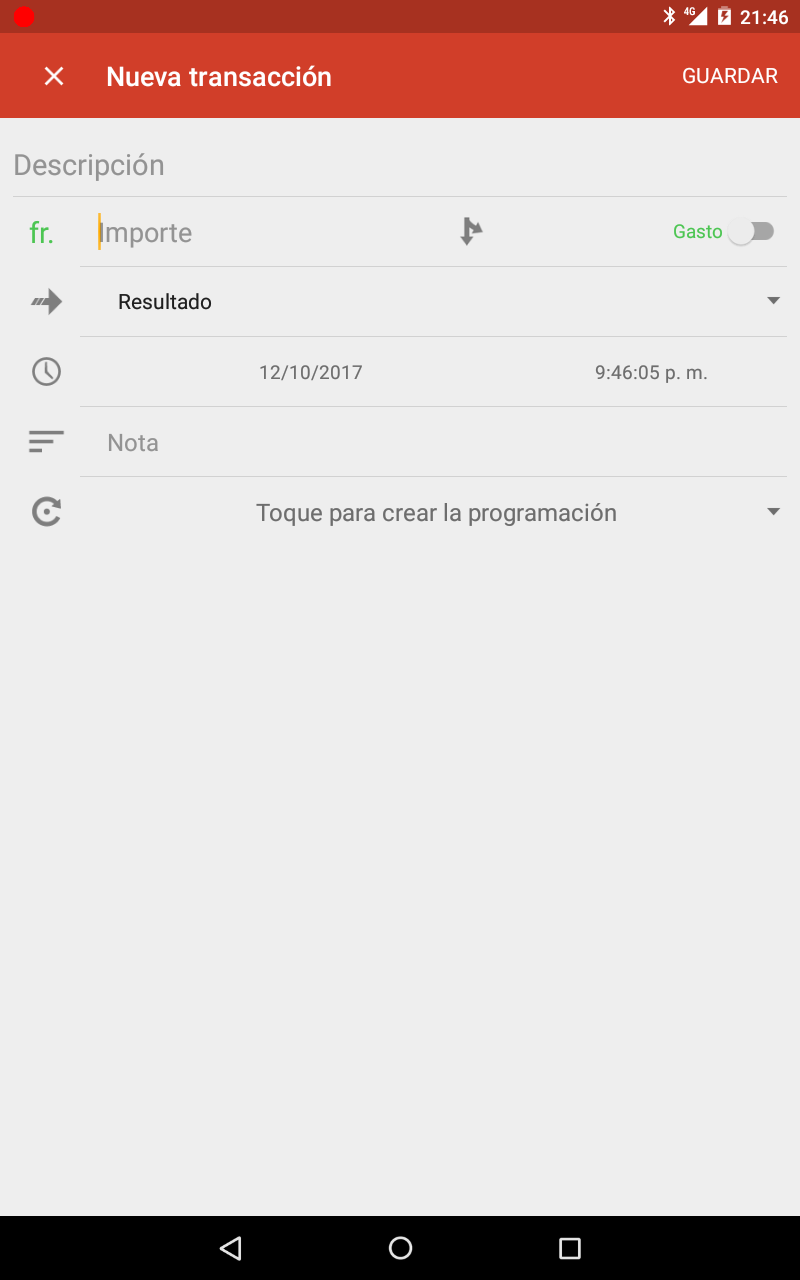 4G 21:46
Nueva transacción GUARDAR
Descripción
fr. Importe Gasto
Resultado
12/10/2017 9:46:05 p. m.
Nota
Toque para crear la programación